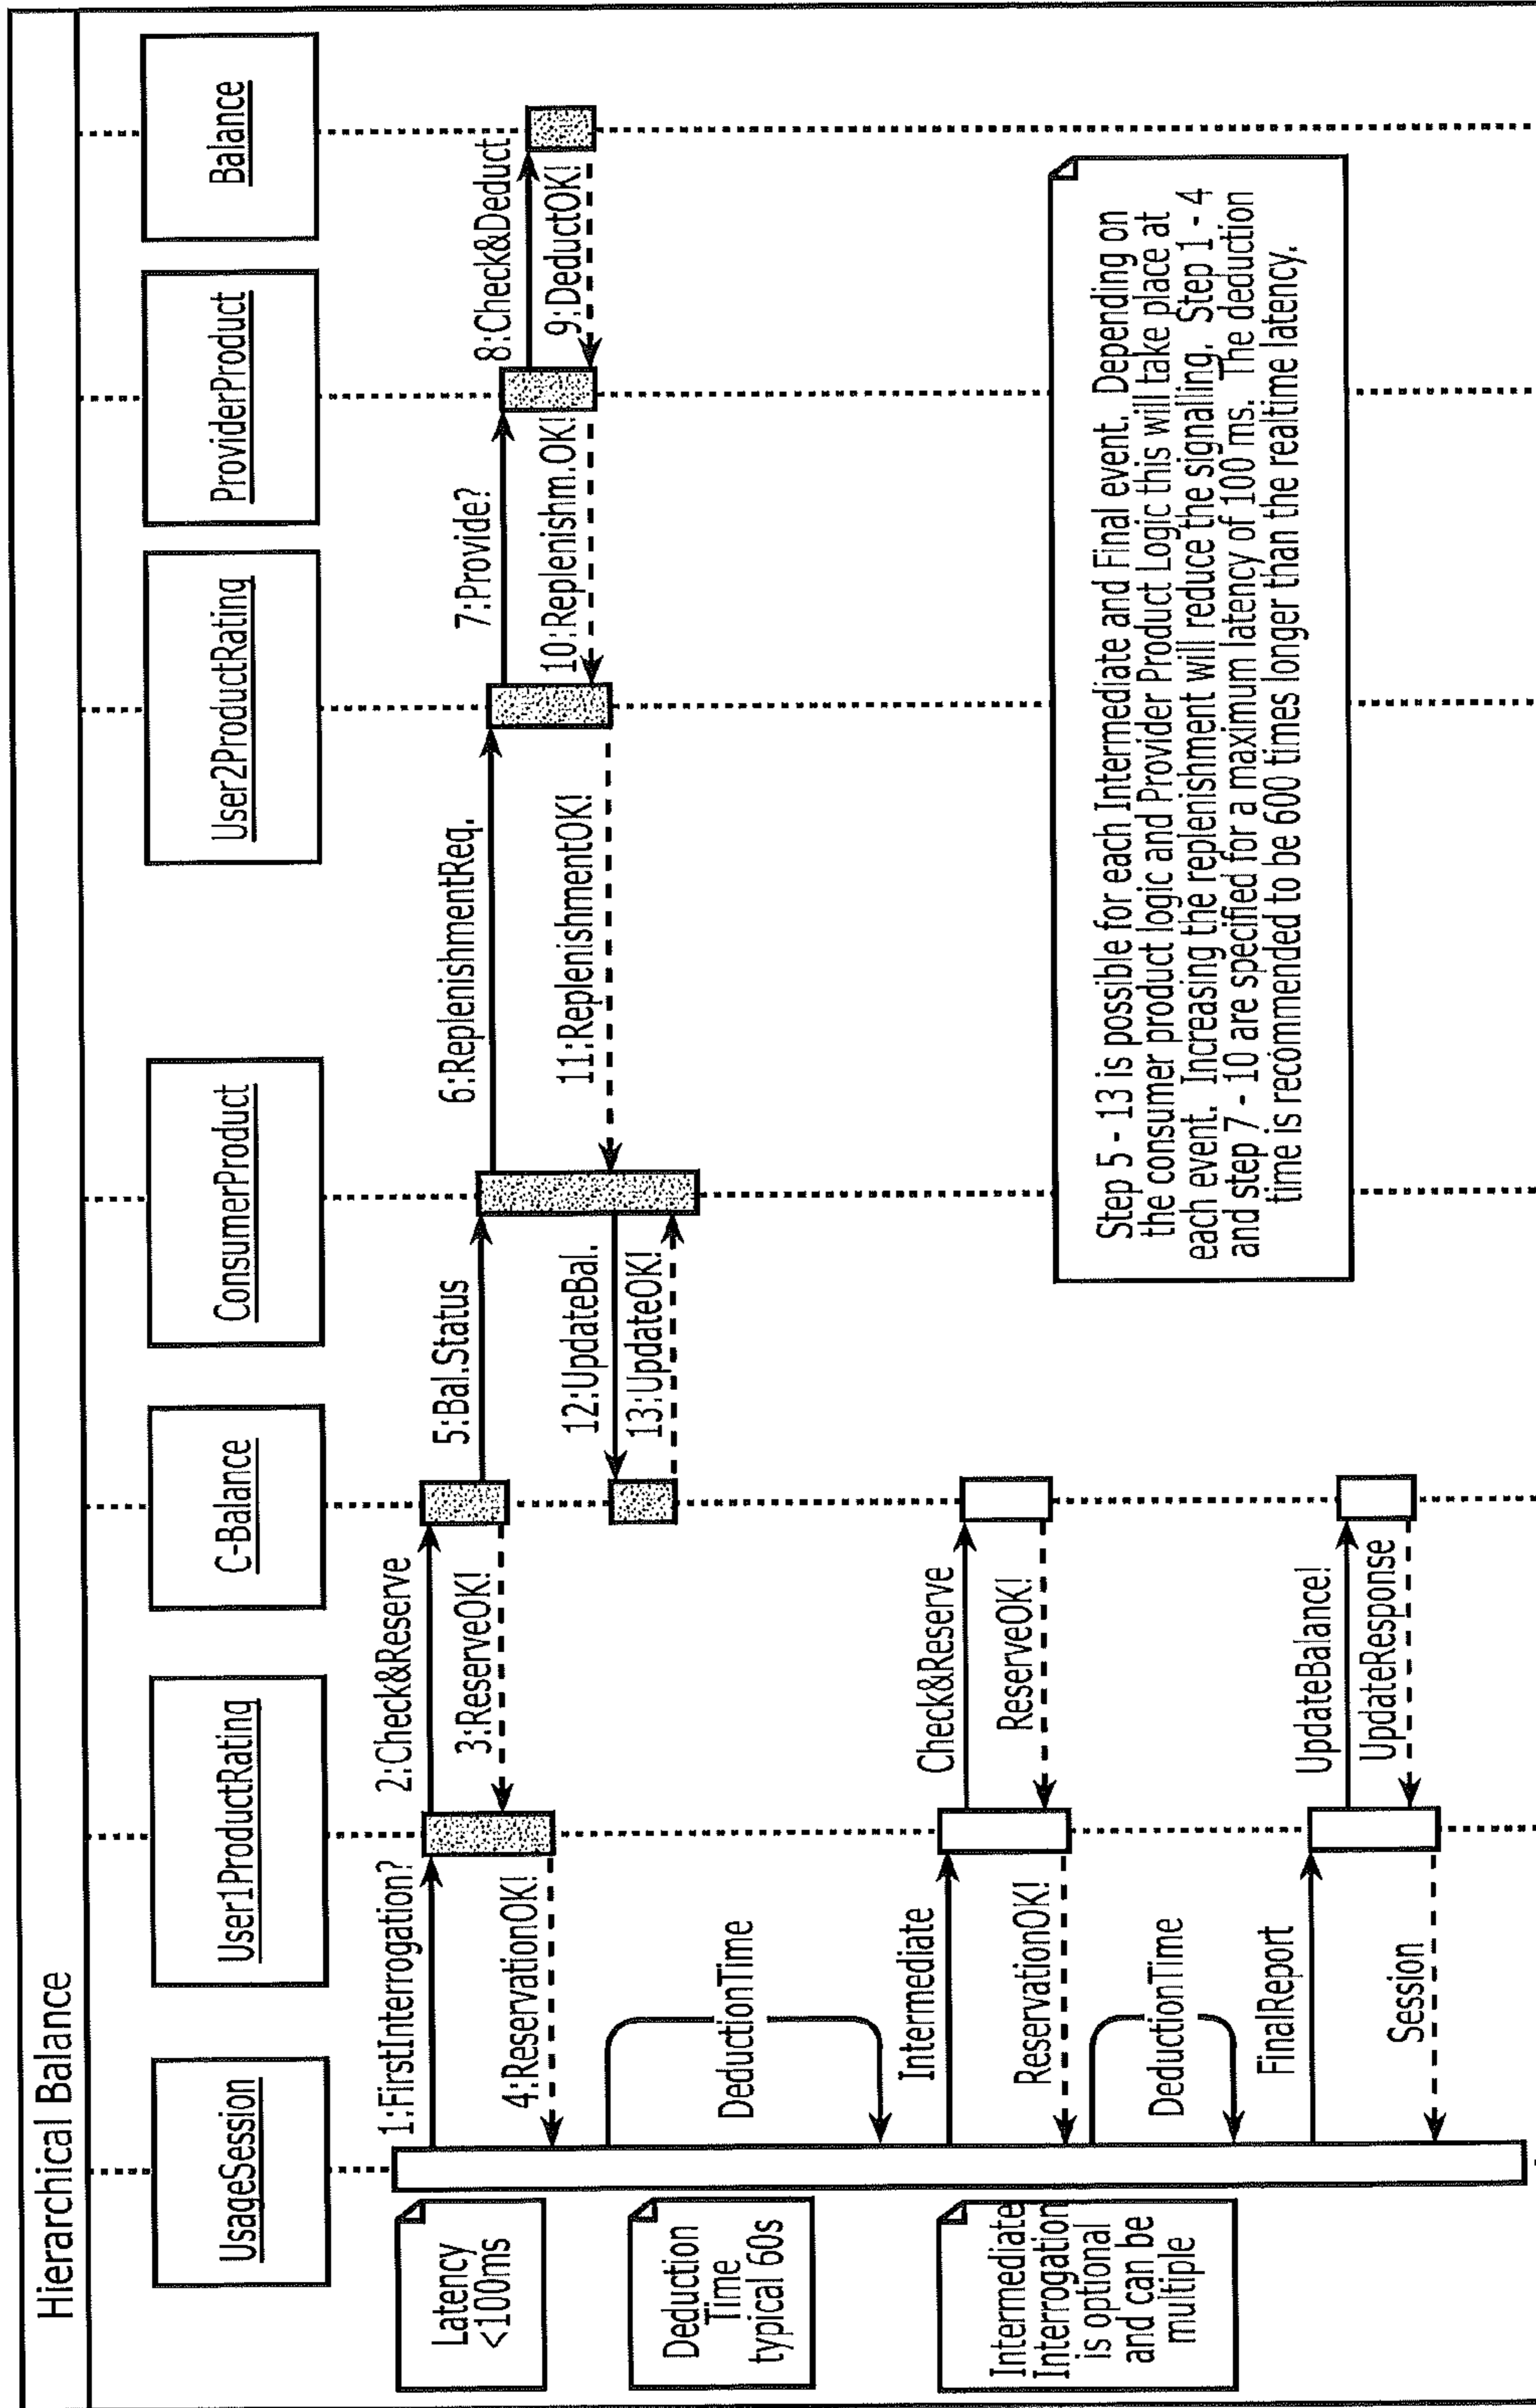 Hierarchical Balance
UsageSession
User1ProductRating
C-Balance
ConsumerProduct
User2ProductRating
ProviderProduct
Balance
Latency
<100ms
1:FirstInterrogation?
2:Check&Reserve
3:ReserveOK!
4:ReservationOK!
5:Bal.Status
6:ReplenishmentReq.
7:Provide?
8:Check&Deduct
9:DeductOK!
10:Replenishm.OK!
11:ReplenishmentOK!
12:UpdateBal.
13:UpdateOK!
Deduction
Time
typical 60s
DeductionTime
Intermediate
Interrogation
is optional
and can be
multiple
Intermediate
Check&Reserve
ReserveOK!
ReservationOK!
DeductionTime
FinalReport
UpdateBalance!
UpdateResponse
Session
Step 5 - 13 is possible for each Intermediate and Final event. Depending on
the consumer product logic and Provider Product Logic this will take place at
each event. Increasing the replenishment will reduce the signalling. Step 1 - 4
and step 7 - 10 are specified for a maximum latency of 100 ms. The deduction
time is recommended to be 600 times longer than the realtime latency.